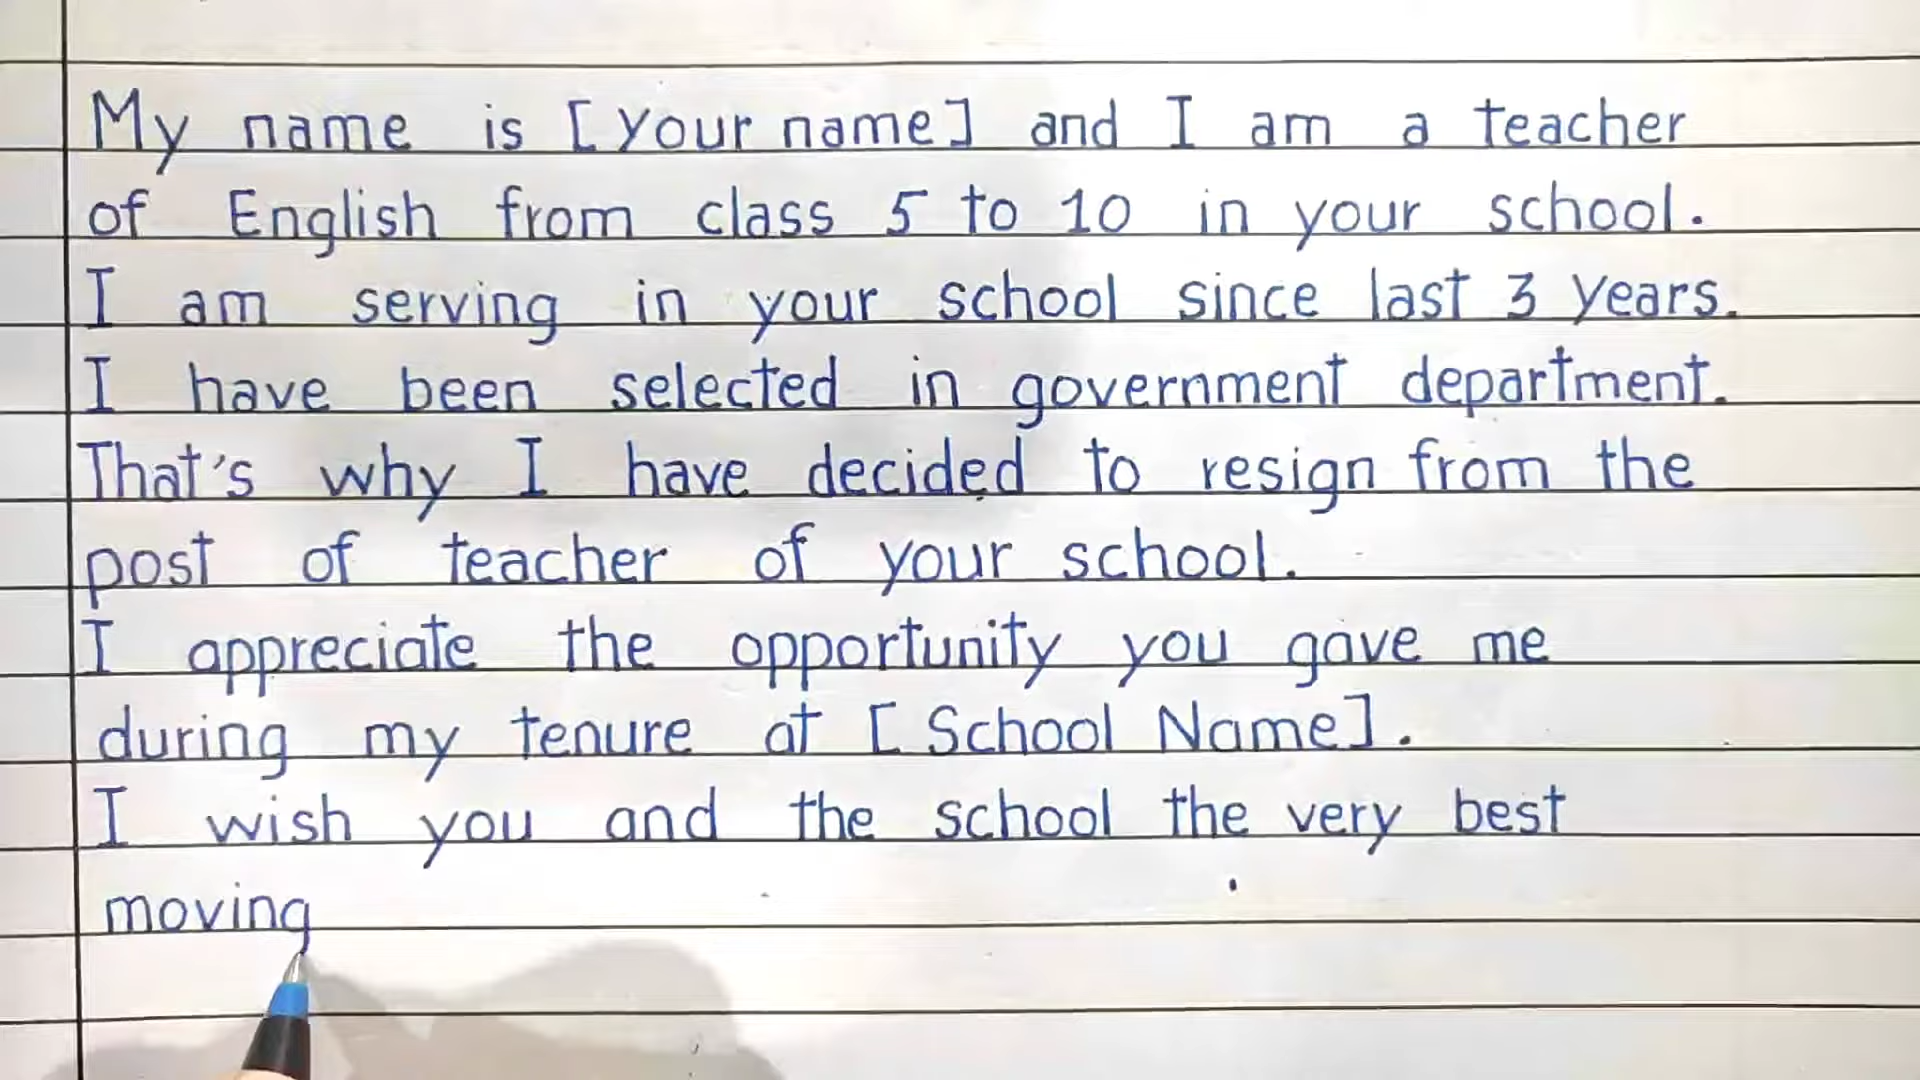 My name is [your name] and I am a teacher
of English from class 5 to 10 in your school.
I am serving in your school since last 3 years.
I have been selected in government department.
That's why I have decided to resign from the
post of teacher of your school.
I appreciate the opportunity you gave me
during my tenure at [School Name].
I wish you and the school the very best
moving